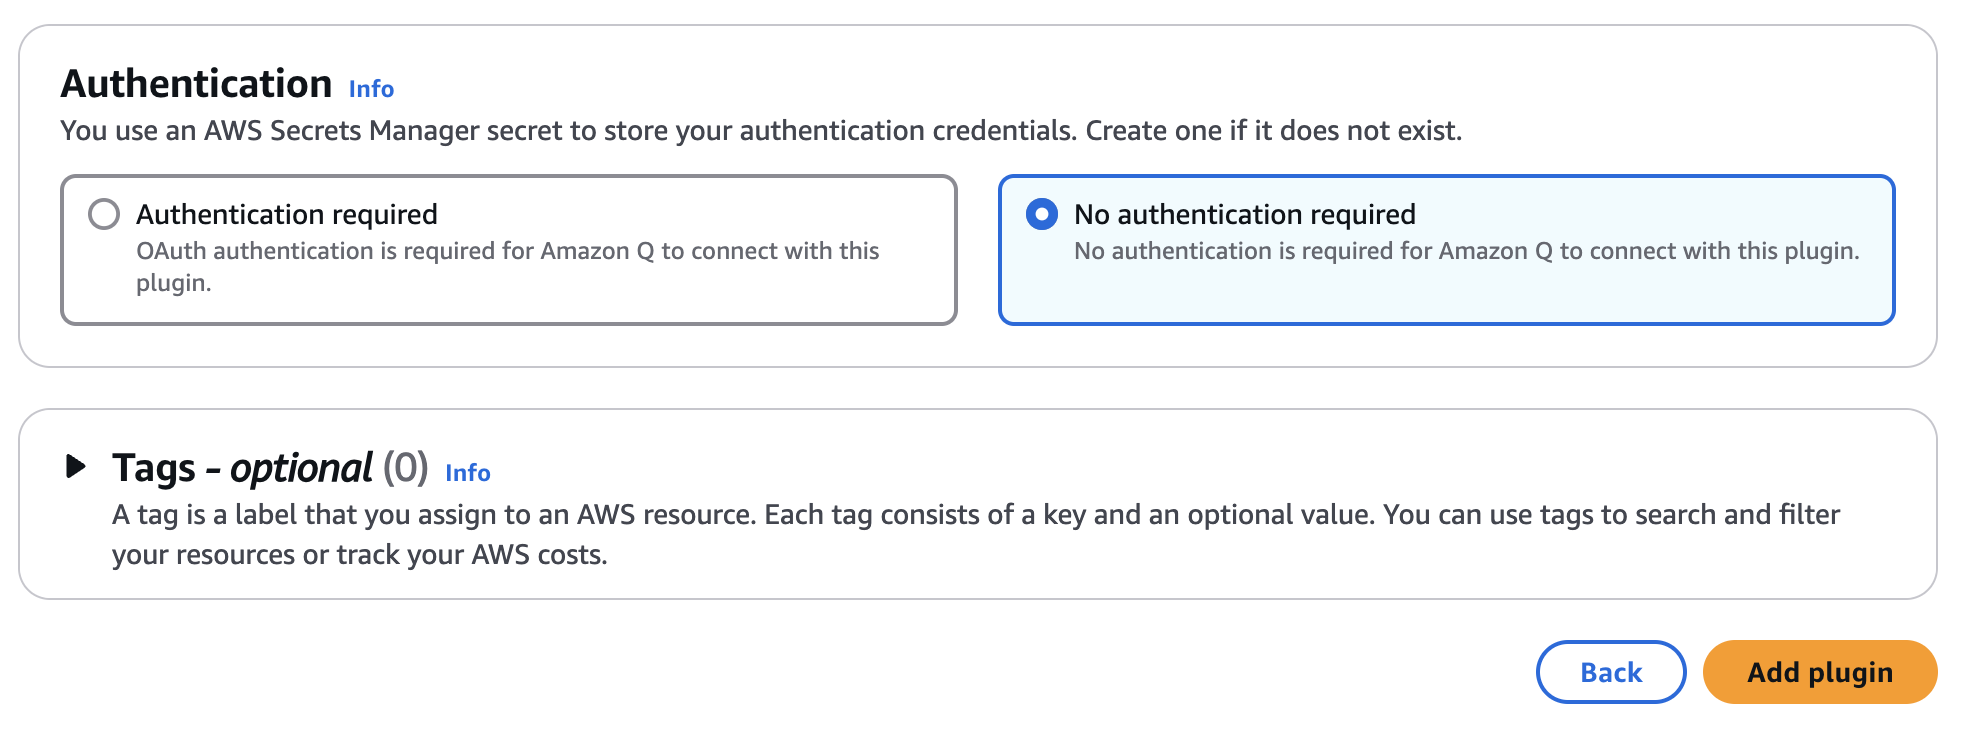 Authentication Info
You use an AWS Secrets Manager secret to store your authentication credentials. Create one if it does not exist.
Authentication required
OAuth authentication is required for Amazon Q to connect with this
plugin.
No authentication required
No authentication is required for Amazon Q to connect with this plugin.
Tags - optional (0) Info
A tag is a label that you assign to an AWS resource. Each tag consists of a key and an optional value. You can use tags to search and filter
your resources or track your AWS costs.
Back
Add plugin